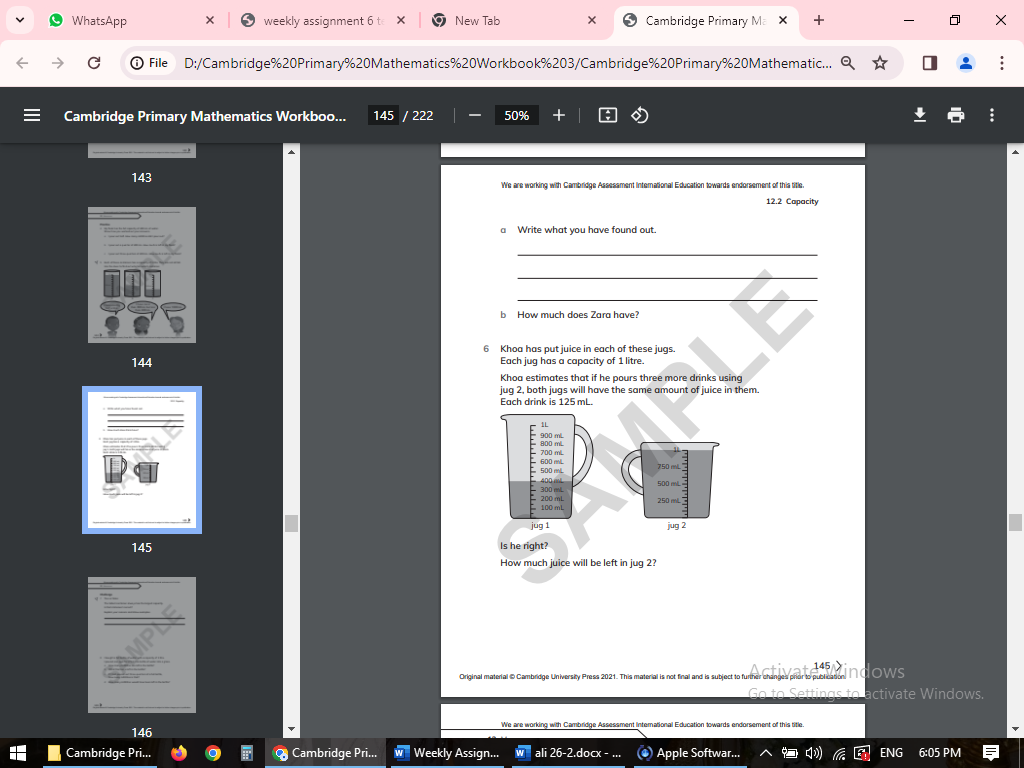 WhatsApp
weekly assignment 6 t
New Tab
Cambridge Primary Ma
File
D:/Cambridge%20Primary%20Mathematics%20Workbook%203/Cambridge%20Primary%20Mathematic...
Cambridge Primary Mathematics Workboo...
145 / 222
50%
143
144
145
146
SAMPLE
We are working with Cambridge Assessment International Education towards endorsement of this title.
12.2 Capacity
a Write what you have found out.
b How much does Zara have?
6 Khoa has put juice in each of these jugs.
Each jug has a capacity of 1 litre.
Khoa estimates that if he pours three more drinks using
jug 2, both jugs will have the same amount of juice in them.
Each drink is 125 mL.
1L
900 mL
800 mL
700 mL
600 mL
500 mL
400 mL
300 mL
200 mL
100 mL
jug 1
1L
750 mL
500 mL
250 mL
jug 2
Is he right?
How much juice will be left in jug 2?
145
Original material © Cambridge University Press 2021. This material is not final and is subject to further changes prior to publication.
We are working with Cambridge Assessment International Education towards endorsement of this title.
Activate Windows
Go to Settings to activate Windows.
Cambridge Pri...
Cambridge Pri...
Weekly Assign...
ali 26-2.docx - ...
Apple Softwar...
ENG
6:05 PM